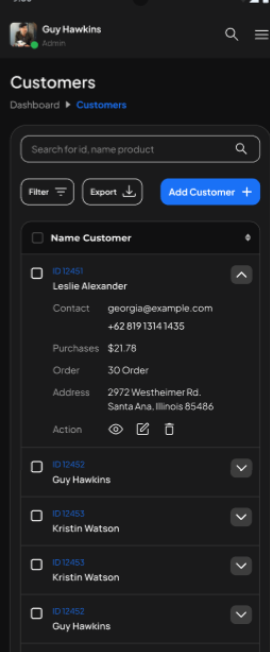 Guy Hawkins
Admin
Customers
Dashboard Customers
Search for id, name product
Filter Export Add Customer
Name Customer
ID 12451
Leslie Alexander
Contact georgia@example.com
+62 819 1314 1435
Purchases $21.78
Order 30 Order
Address 2972 Westheimer Rd.
Santa Ana, Illinois 85486
Action
ID 12452
Guy Hawkins
ID 12453
Kristin Watson
ID 12453
Kristin Watson
ID 12452
Guy Hawkins